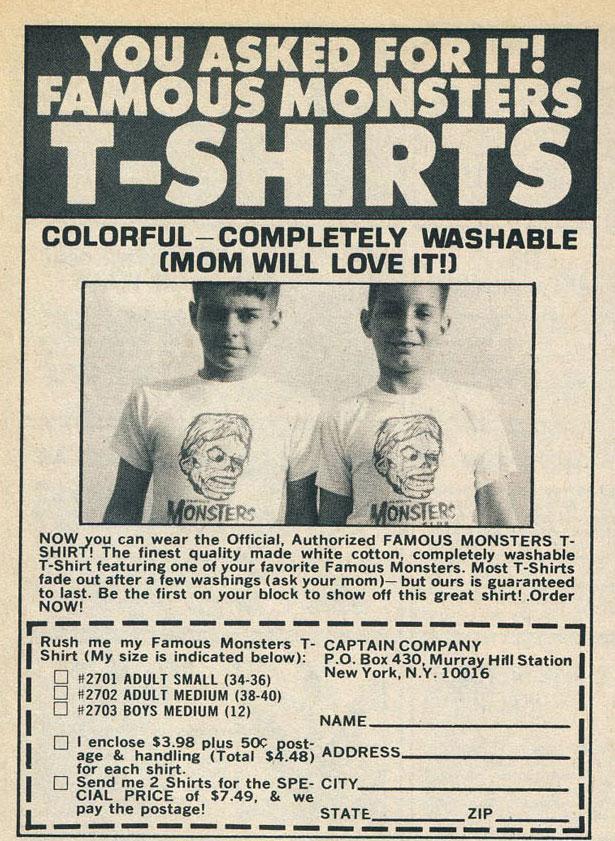 YOU ASKED FOR IT!
FAMOUS MONSTERS
T-SHIRTS
COLORFUL—COMPLETELY WASHABLE
(MOM WILL LOVE IT!)
MONSTERS
MONSTERS
CLUB
NOW you can wear the Official, Authorized FAMOUS MONSTERS T-
SHIRT! The finest quality made white cotton, completely washable
T-Shirt featuring one of your favorite Famous Monsters. Most T-Shirts
fade out after a few washings (ask your mom)—but ours is guaranteed
to last. Be the first on your block to show off this great shirt! .Order
NOW!
Rush me my Famous Monsters T-
Shirt (My size is indicated below):
#2701 ADULT SMALL (34-36)
#2702 ADULT MEDIUM (38-40)
#2703 BOYS MEDIUM (12)
I enclose $3.98 plus 50¢ post-
age & handling (Total $4.48)
for each shirt.
Send me 2 Shirts for the SPE-
CIAL PRICE of $7.49, & we
pay the postage!
CAPTAIN COMPANY
P.O. Box 430, Murray Hill Station
New York, N.Y. 10016
NAME
ADDRESS
CITY
STATE ZIP